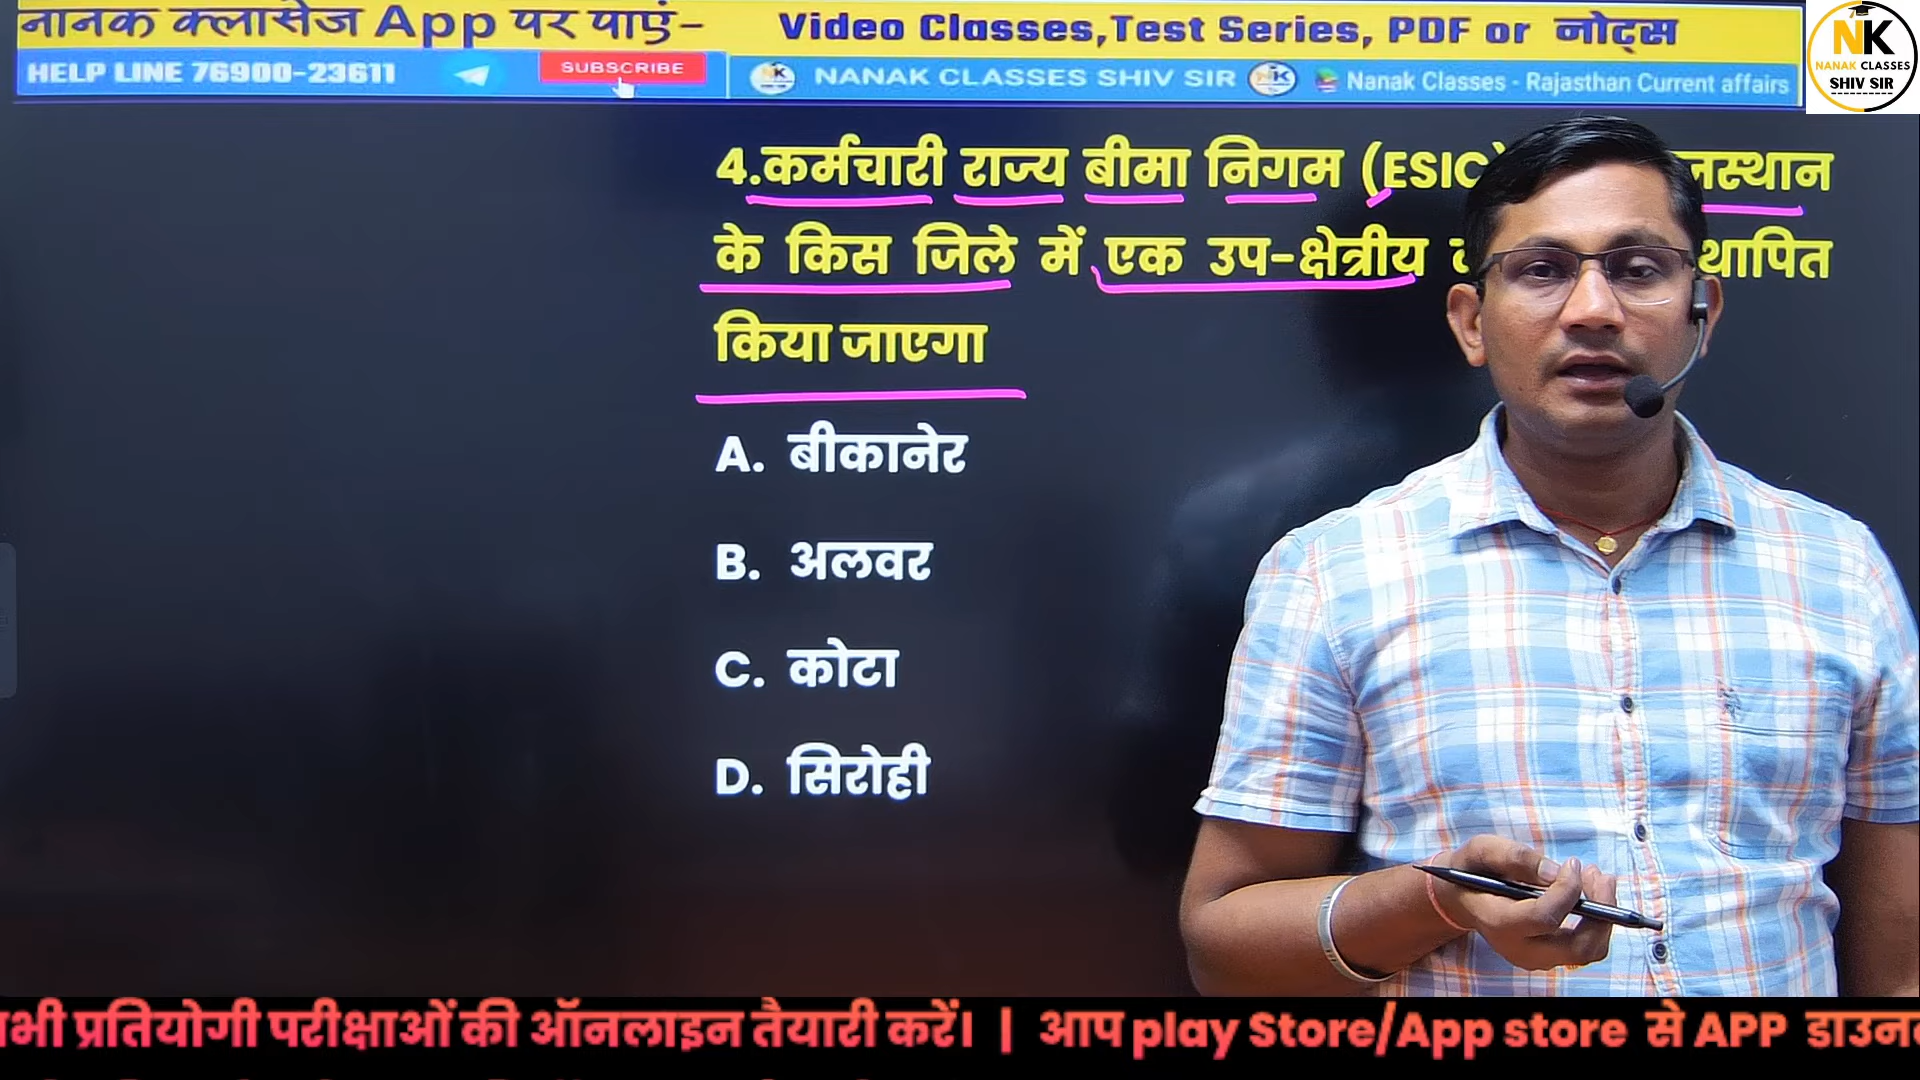 नानक क्लासेज App पर पाएं- Video Classes,Test Series, PDF or नोट्स
HELP LINE 76900-23611 SUBSCRIBE NANAK CLASSES SHIV SIR Nanak Classes - Rajasthan Current affairs
NK
NANAK CLASSES
SHIV SIR
4.कर्मचारी राज्य बीमा निगम (ESIC)
के किस जिले में एक उप-क्षेत्रीय
किया जाएगा
A. बीकानेर
B. अलवर
C. कोटा
D. सिरोही
प्रतियोगी परीक्षाओं की ऑनलाइन तैयारी करें। | आप play Store/App store से APP